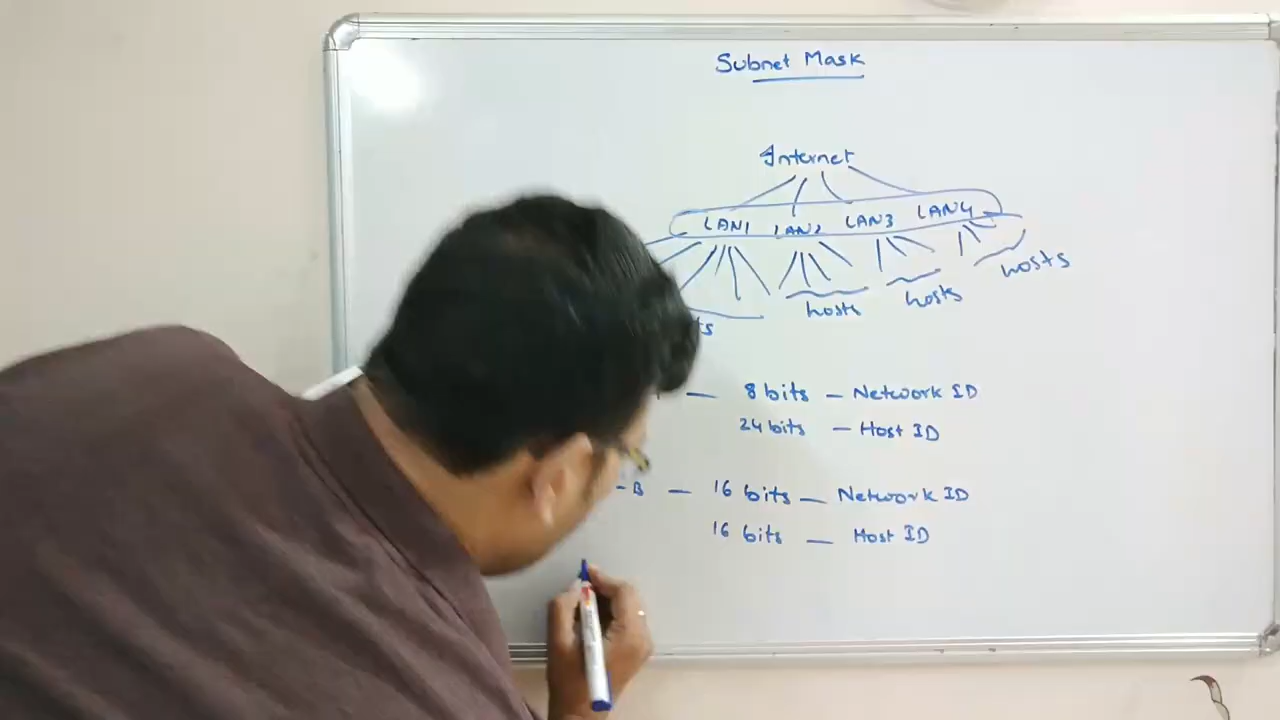 Subnet Mask
Internet
LAN1 LAN2 LAN3 LAN4
hosts
hosts
hosts
ts
— 8 bits — Network ID
24 bits — Host ID
-B — 16 bits — Network ID
16 bits — Host ID